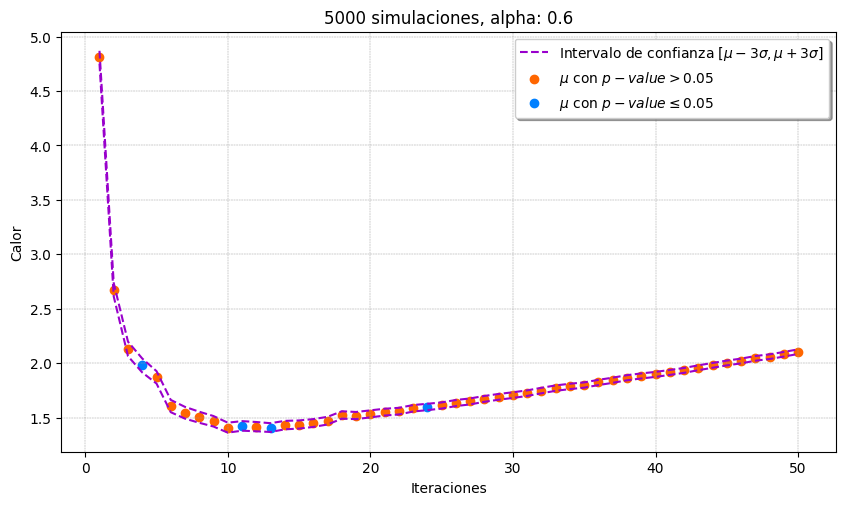 5000 simulaciones, alpha: 0.6
Intervalo de confianza [μ − 3σ, μ + 3σ]
μ con p − value > 0.05
μ con p − value ≤ 0.05
Calor
5.0
4.5
4.0
3.5
3.0
2.5
2.0
1.5
0 10 20 30 40 50
Iteraciones